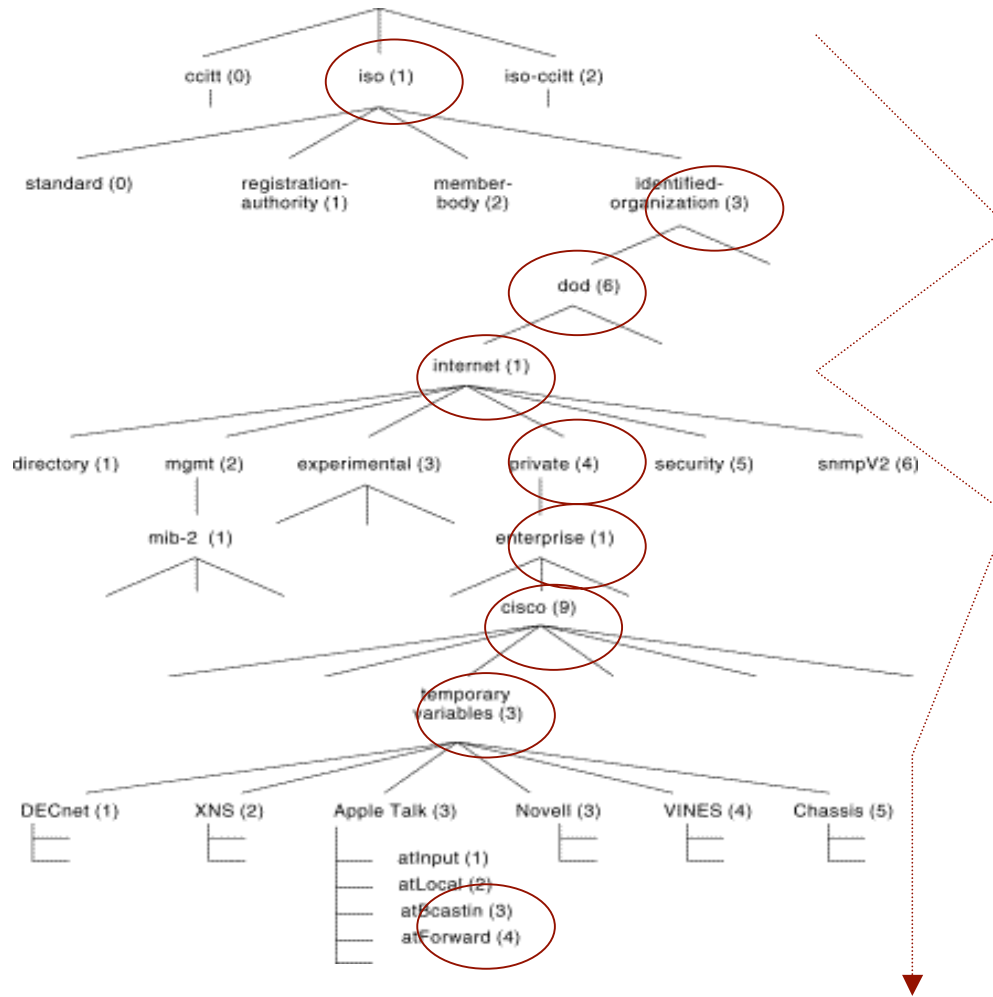 ccitt (0)
iso (1)
iso-ccitt (2)
standard (0)
registration-
authority (1)
member-
body (2)
identified-
organization (3)
dod (6)
internet (1)
directory (1)
mgmt (2)
experimental (3)
private (4)
security (5)
snmpV2 (6)
mib-2 (1)
enterprise (1)
cisco (9)
temporary
variables (3)
DECnet (1)
XNS (2)
Apple Talk (3)
Novell (3)
VINES (4)
Chassis (5)
atInput (1)
atLocal (2)
atBcastin (3)
atForward (4)